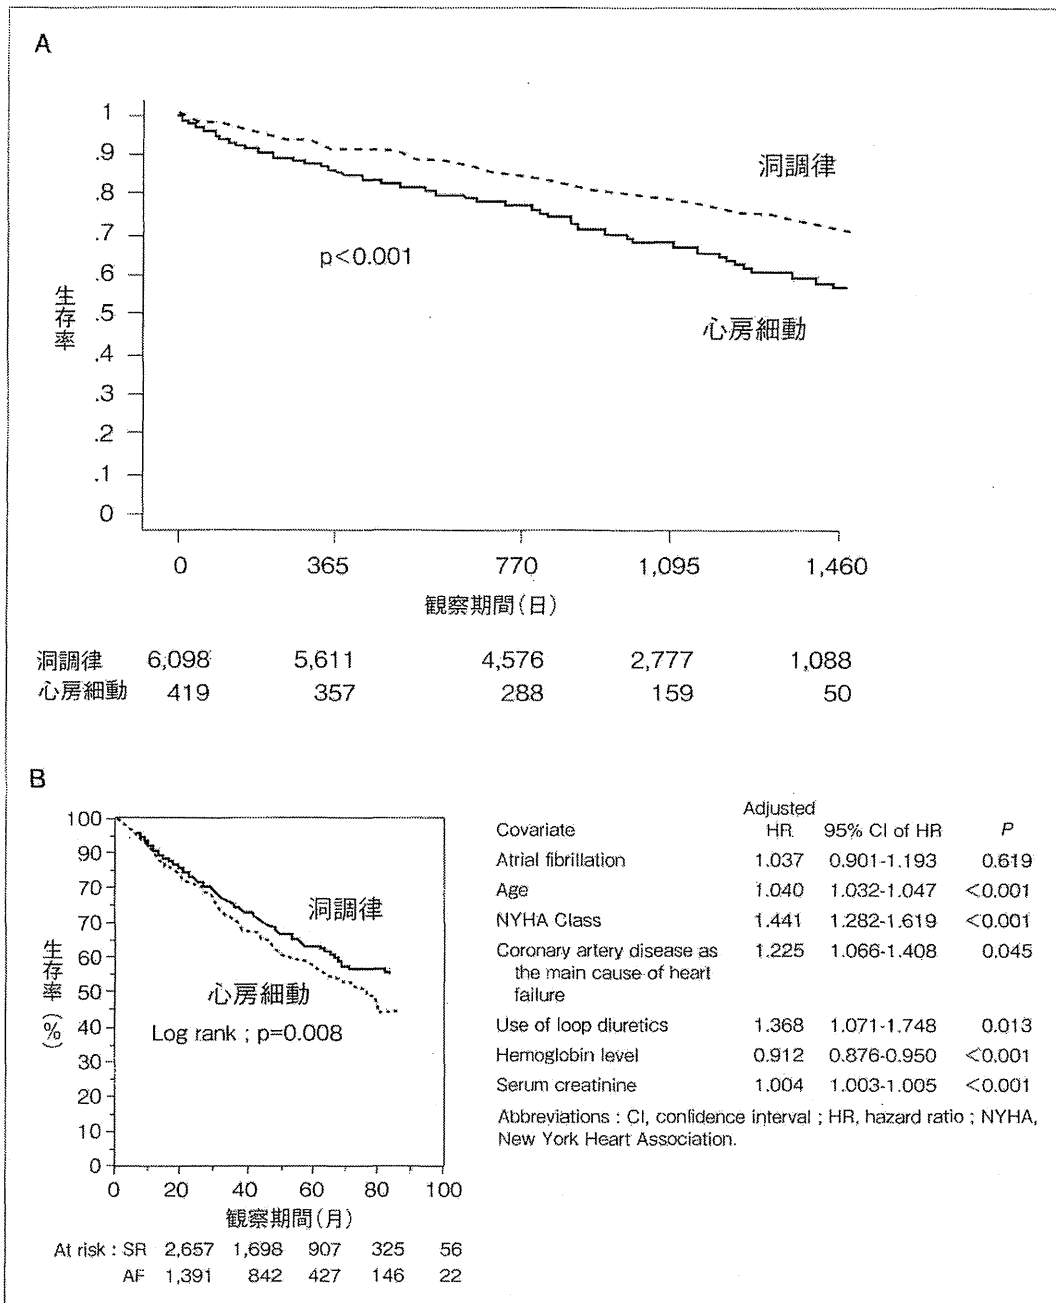 A
1
.9
.8
.7
.6
.5
.4
.3
.2
.1
0
生存率
洞調律
p<0.001
心房細動
0 365 770 1,095 1,460
観察期間(日)
洞調律 6,098 5,611 4,576 2,777 1,088
心房細動 419 357 288 159 50
B
100
90
80
70
60
50
40
30
20
10
0
生存率(%)
洞調律
心房細動
Log rank ; p=0.008
0 20 40 60 80 100
観察期間(月)
At risk : SR 2,657 1,698 907 325 56
AF 1,391 842 427 146 22
Adjusted
Covariate HR 95% CI of HR P
Atrial fibrillation 1.037 0.901-1.193 0.619
Age 1.040 1.032-1.047 <0.001
NYHA Class 1.441 1.282-1.619 <0.001
Coronary artery disease as 1.225 1.066-1.408 0.045
the main cause of heart
failure
Use of loop diuretics 1.368 1.071-1.748 0.013
Hemoglobin level 0.912 0.876-0.950 <0.001
Serum creatinine 1.004 1.003-1.005 <0.001
Abbreviations : CI, confidence interval ; HR, hazard ratio ; NYHA,
New York Heart Association.